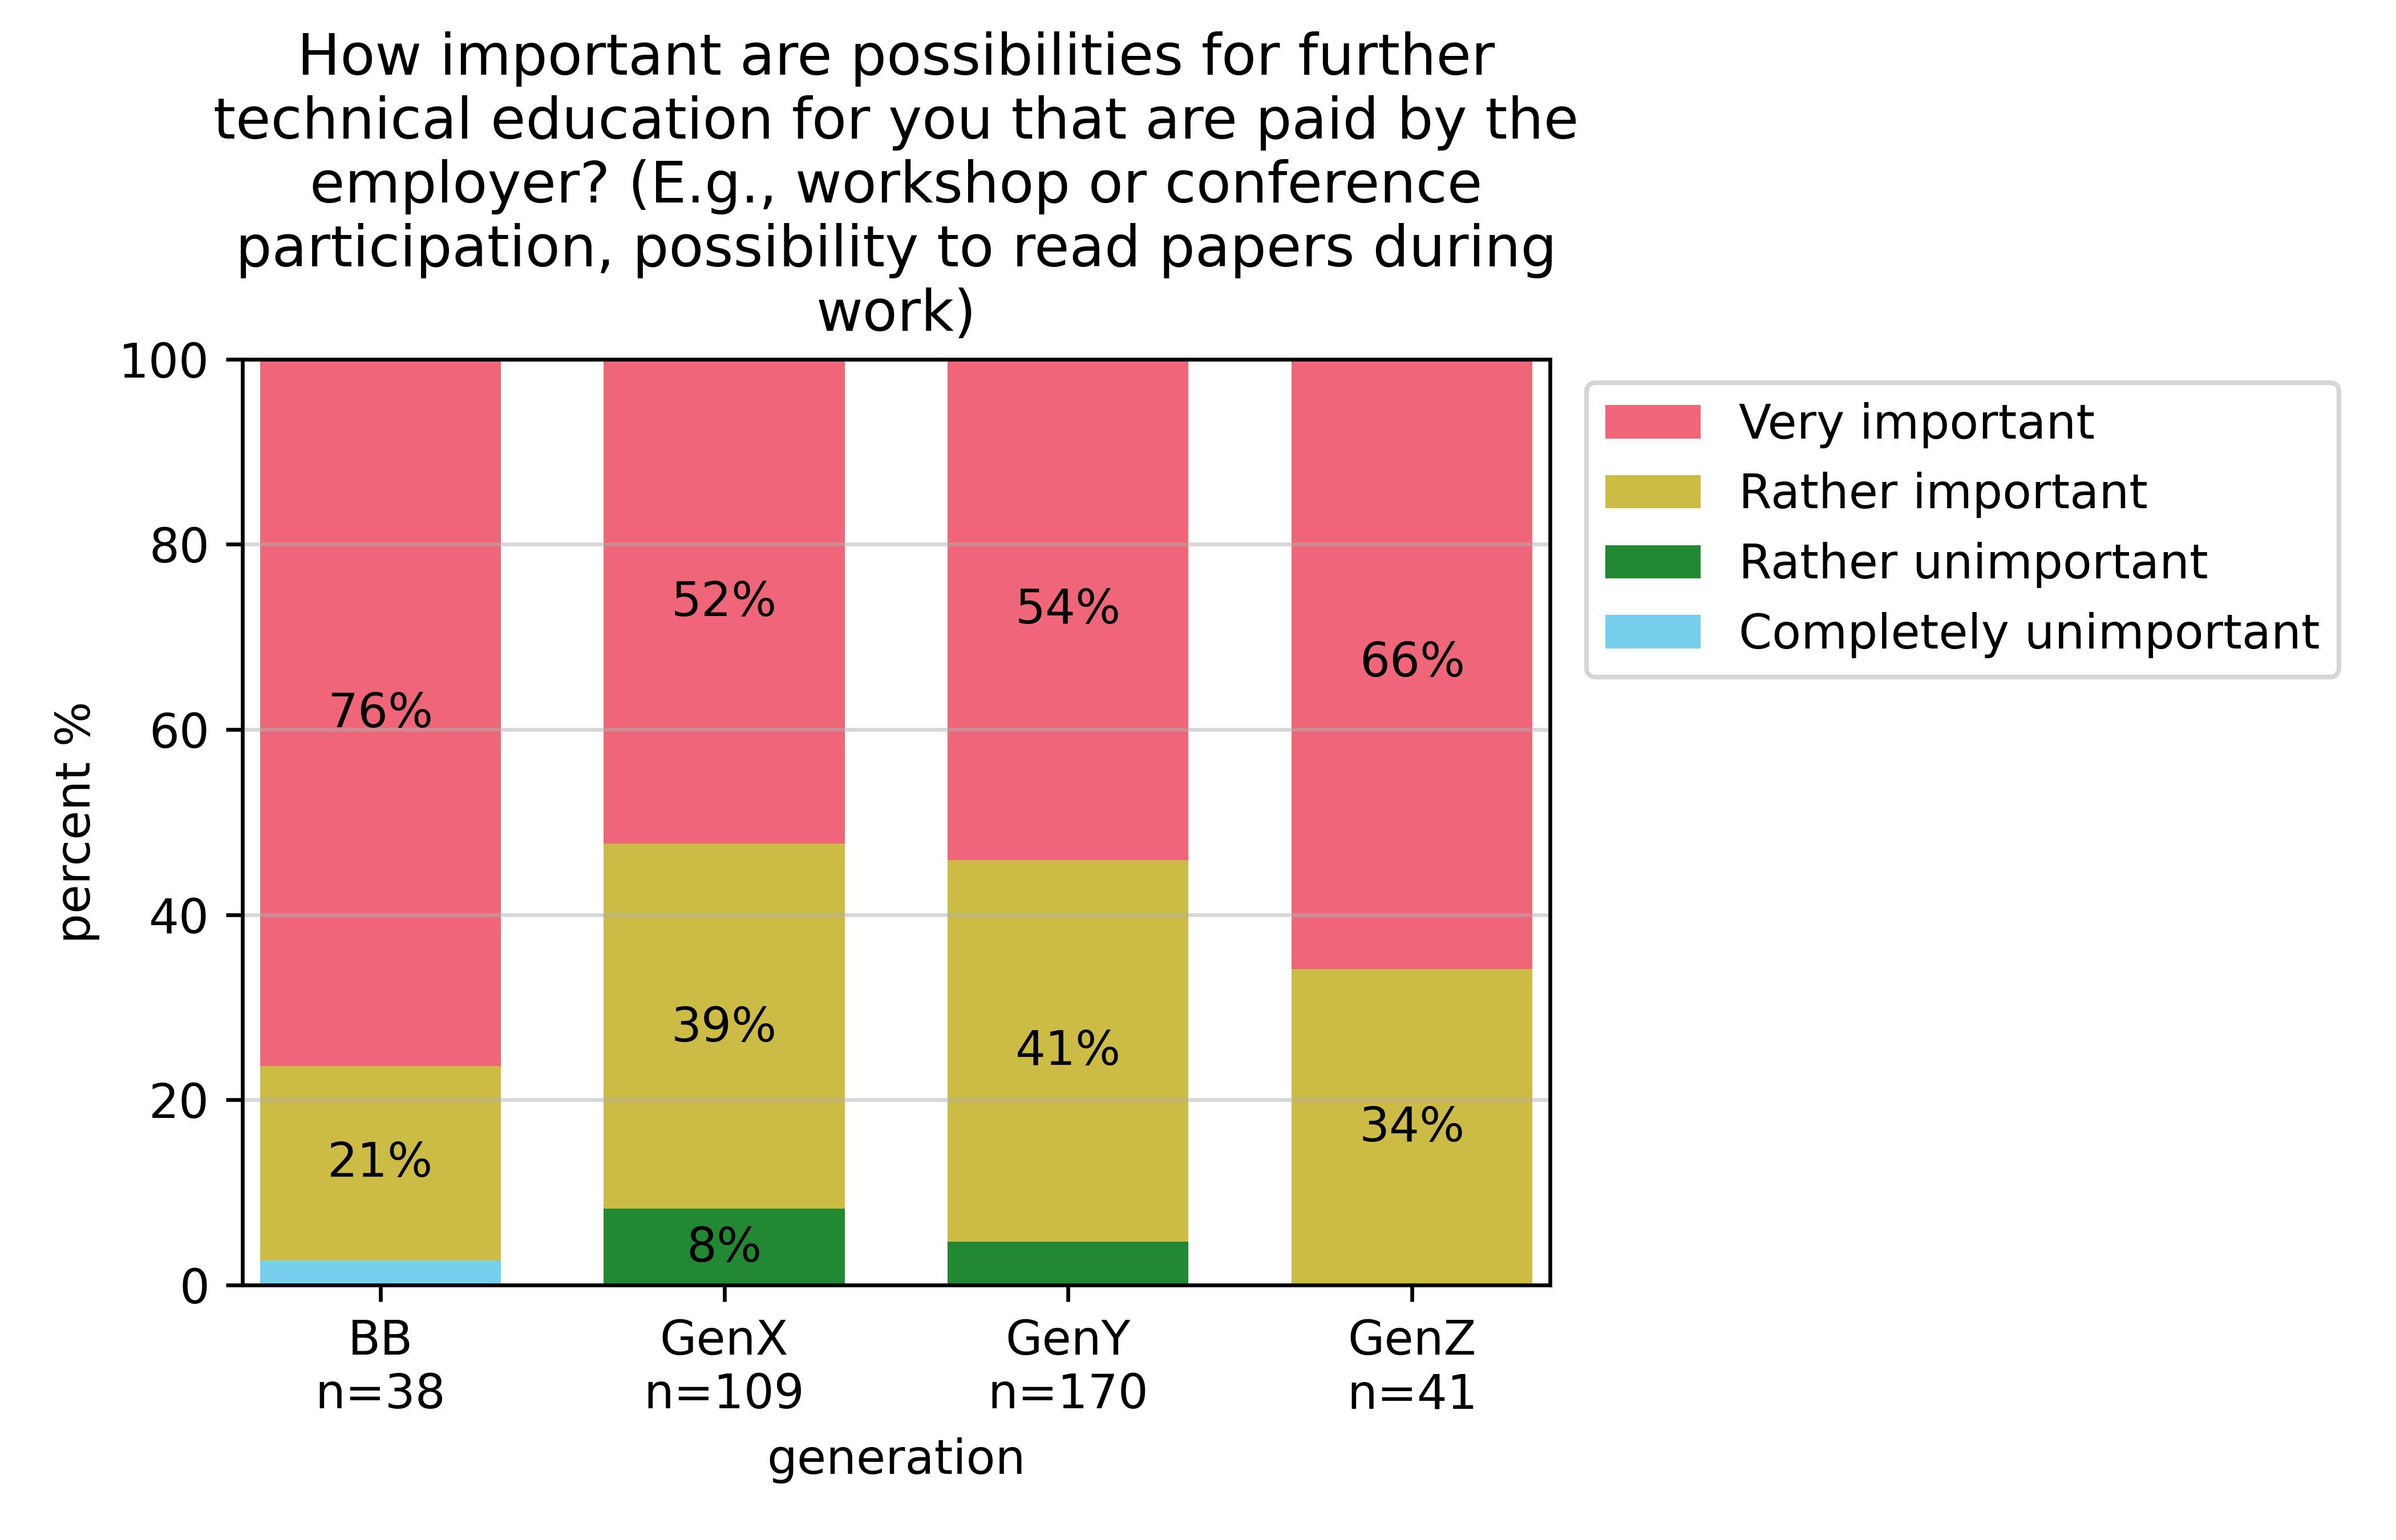 How important are possibilities for further
technical education for you that are paid by the
employer? (E.g., workshop or conference
participation, possibility to read papers during
work)
100
80
60
40
20
0
percent %
76%
21%
52%
39%
8%
54%
41%
66%
34%
BB
n=38
GenX
n=109
GenY
n=170
GenZ
n=41
generation
Very important
Rather important
Rather unimportant
Completely unimportant